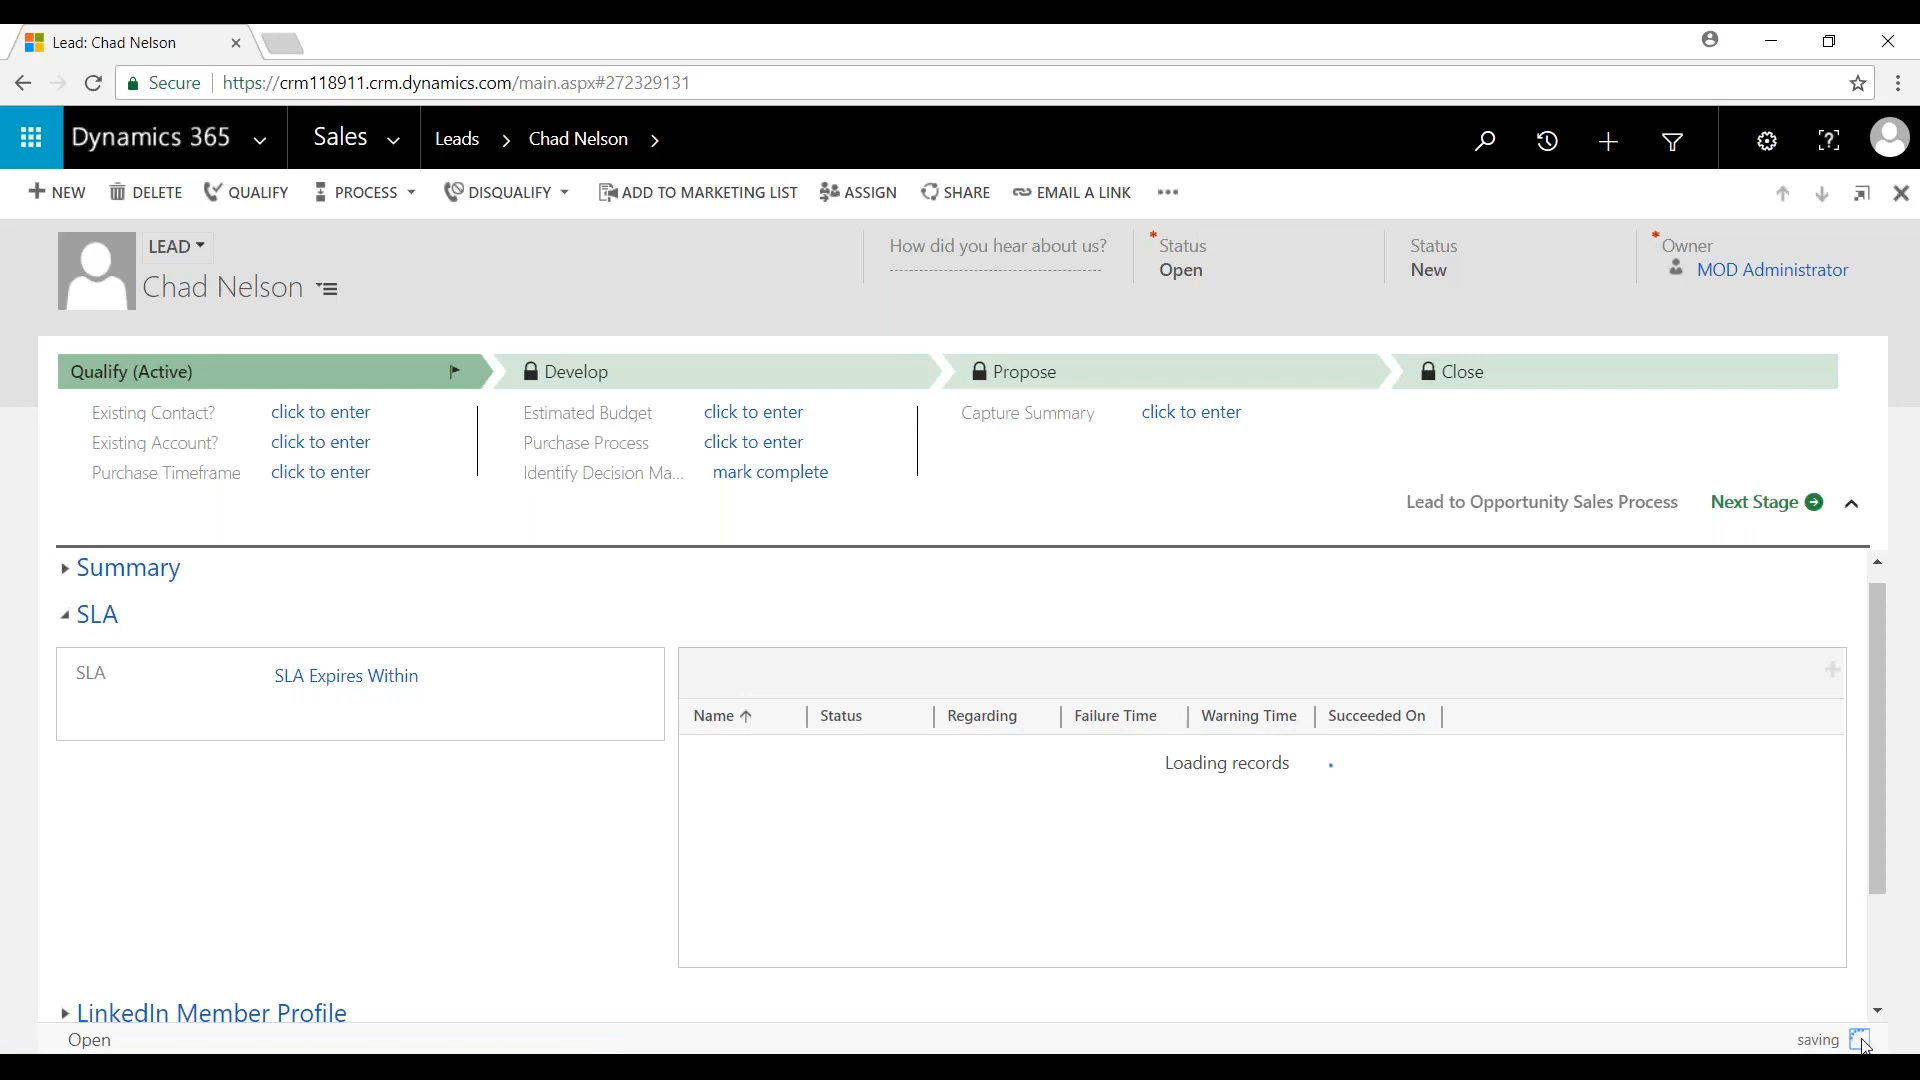 Lead: Chad Nelson
Secure https://crm118911.crm.dynamics.com/main.aspx#272329131
Dynamics 365 Sales Leads Chad Nelson
NEW DELETE QUALIFY PROCESS DISQUALIFY ADD TO MARKETING LIST ASSIGN SHARE EMAIL A LINK
LEAD How did you hear about us? *Status Status *Owner
Chad Nelson Open New MOD Administrator
Qualify (Active) Develop Propose Close
Existing Contact? click to enter Estimated Budget click to enter Capture Summary click to enter
Existing Account? click to enter Purchase Process click to enter
Purchase Timeframe click to enter Identify Decision Ma... mark complete
Lead to Opportunity Sales Process Next Stage
Summary
SLA
SLA SLA Expires Within
Name Status Regarding Failure Time Warning Time Succeeded On
Loading records
LinkedIn Member Profile
Open saving